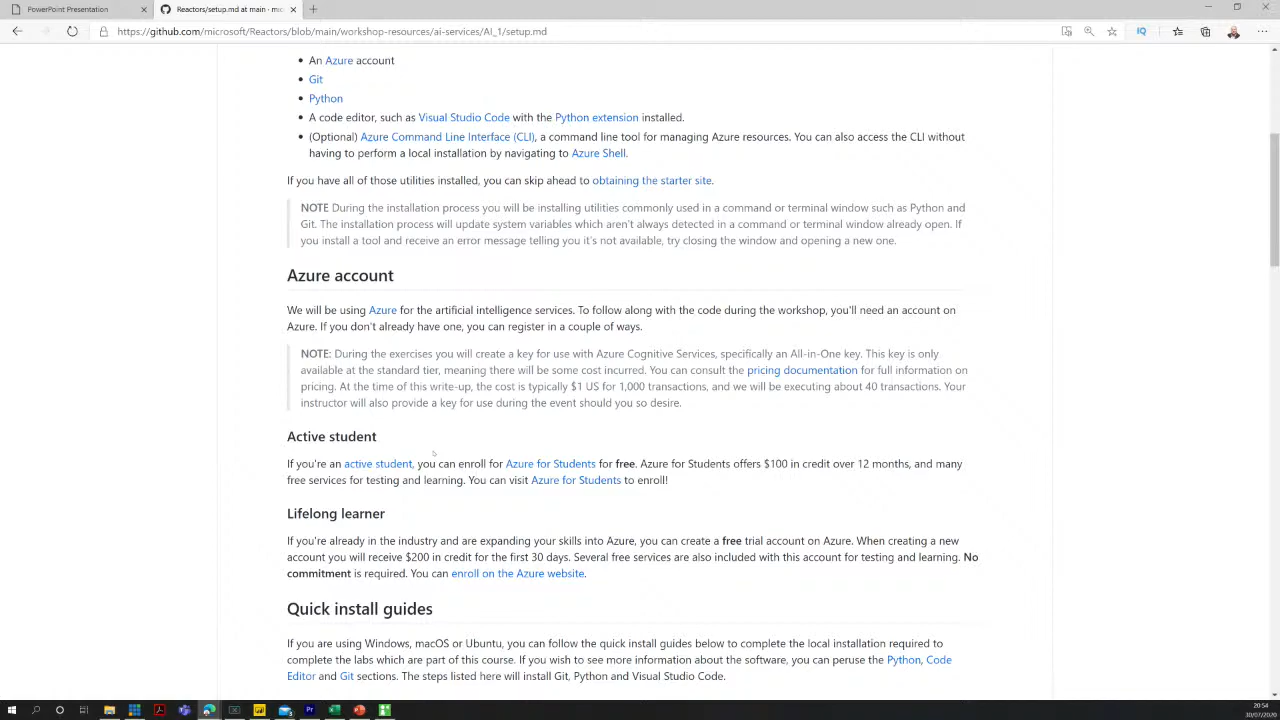 PowerPoint Presentation
Reactors/setup.md at main · micro
https://github.com/microsoft/Reactors/blob/main/workshop-resources/ai-services/AI_1/setup.md
IQ
An Azure account
Git
Python
A code editor, such as Visual Studio Code with the Python extension installed.
(Optional) Azure Command Line Interface (CLI), a command line tool for managing Azure resources. You can also access the CLI without
having to perform a local installation by navigating to Azure Shell.
If you have all of those utilities installed, you can skip ahead to obtaining the starter site.
NOTE During the installation process you will be installing utilities commonly used in a command or terminal window such as Python and
Git. The installation process will update system variables which aren't always detected in a command or terminal window already open. If
you install a tool and receive an error message telling you it's not available, try closing the window and opening a new one.
Azure account
We will be using Azure for the artificial intelligence services. To follow along with the code during the workshop, you'll need an account on
Azure. If you don't already have one, you can register in a couple of ways.
NOTE: During the exercises you will create a key for use with Azure Cognitive Services, specifically an All-in-One key. This key is only
available at the standard tier, meaning there will be some cost incurred. You can consult the pricing documentation for full information on
pricing. At the time of this write-up, the cost is typically $1 US for 1,000 transactions, and we will be executing about 40 transactions. Your
instructor will also provide a key for use during the event should you so desire.
Active student
If you're an active student, you can enroll for Azure for Students for free. Azure for Students offers $100 in credit over 12 months, and many
free services for testing and learning. You can visit Azure for Students to enroll!
Lifelong learner
If you're already in the industry and are expanding your skills into Azure, you can create a free trial account on Azure. When creating a new
account you will receive $200 in credit for the first 30 days. Several free services are also included with this account for testing and learning. No
commitment is required. You can enroll on the Azure website.
Quick install guides
If you are using Windows, macOS or Ubuntu, you can follow the quick install guides below to complete the local installation required to
complete the labs which are part of this course. If you wish to see more information about the software, you can peruse the Python, Code
Editor and Git sections. The steps listed here will install Git, Python and Visual Studio Code.
20:54
30/07/2020